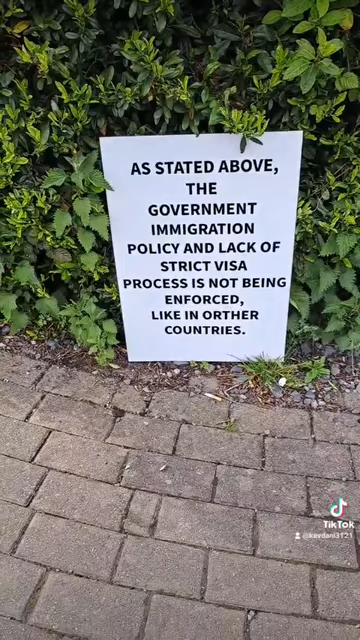 AS STATED ABOVE,
THE
GOVERNMENT
IMMIGRATION
POLICY AND LACK OF
STRICT VISA
PROCESS IS NOT BEING
ENFORCED,
LIKE IN ORTHER
COUNTRIES.
TikTok
@kevdani3121